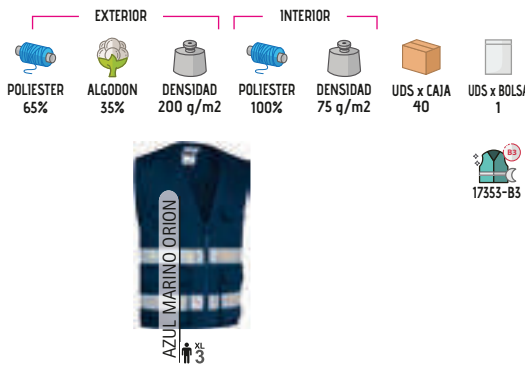 EXTERIOR
INTERIOR
POLIESTER
65%
ALGODON
35%
DENSIDAD
200 g/m2
POLIESTER
100%
DENSIDAD
75 g/m2
UDS x CAJA
40
UDS x BOLSA
1
B3
17353-B3
AZUL MARINO ORION
XL
3